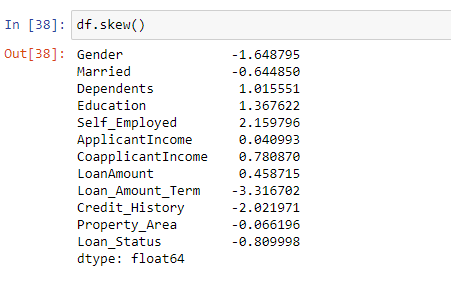 In [38]: df.skew()
Out[38]: Gender -1.648795
Married -0.644850
Dependents 1.015551
Education 1.367622
Self_Employed 2.159796
ApplicantIncome 0.040993
CoapplicantIncome 0.780870
LoanAmount 0.458715
Loan_Amount_Term -3.316702
Credit_History -2.021971
Property_Area -0.066196
Loan_Status -0.809998
dtype: float64